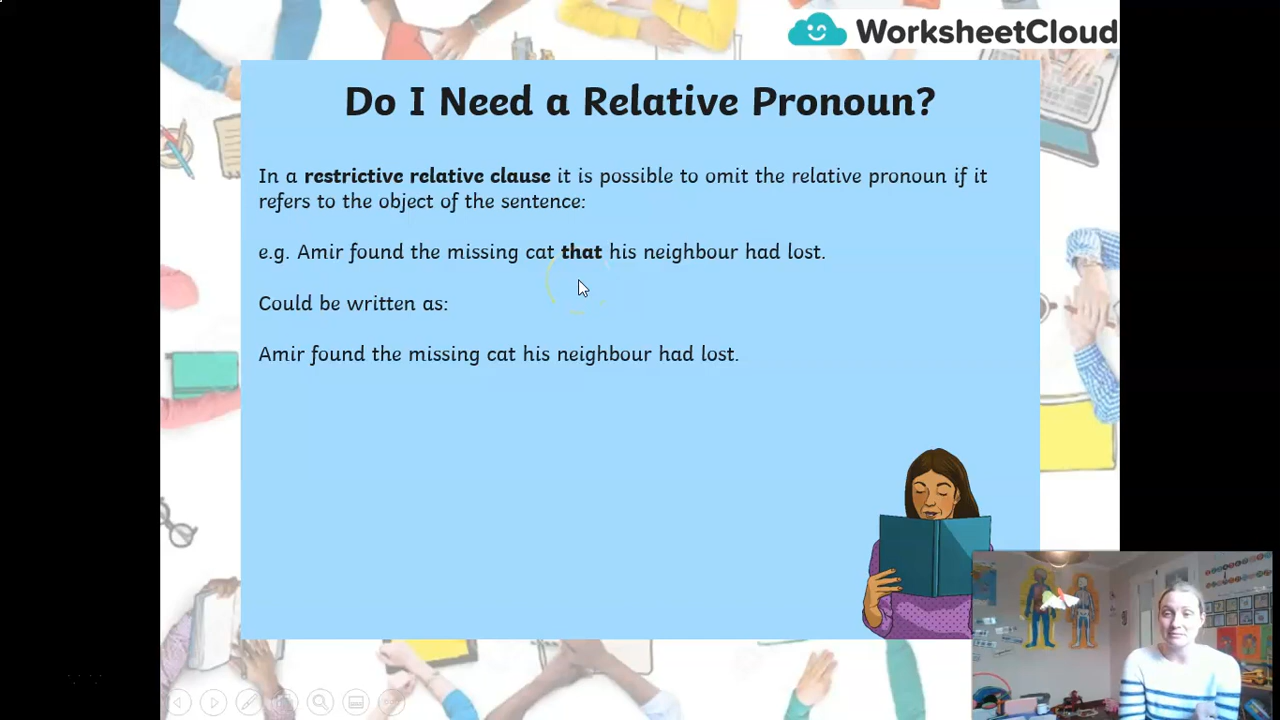 WorksheetCloud
Do I Need a Relative Pronoun?
In a restrictive relative clause it is possible to omit the relative pronoun if it
refers to the object of the sentence:
e.g. Amir found the missing cat that his neighbour had lost.
Could be written as:
Amir found the missing cat his neighbour had lost.